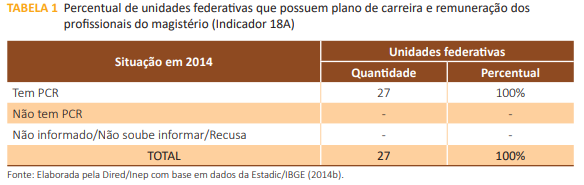 TABELA 1 Percentual de unidades federativas que possuem plano de carreira e remuneração dos
profissionais do magistério (Indicador 18A)
Situação em 2014
Unidades federativas
Quantidade Percentual
Tem PCR 27 100%
Não tem PCR - -
Não informado/Não soube informar/Recusa - -
TOTAL 27 100%
Fonte: Elaborada pela Dired/Inep com base em dados da Estadic/IBGE (2014b).